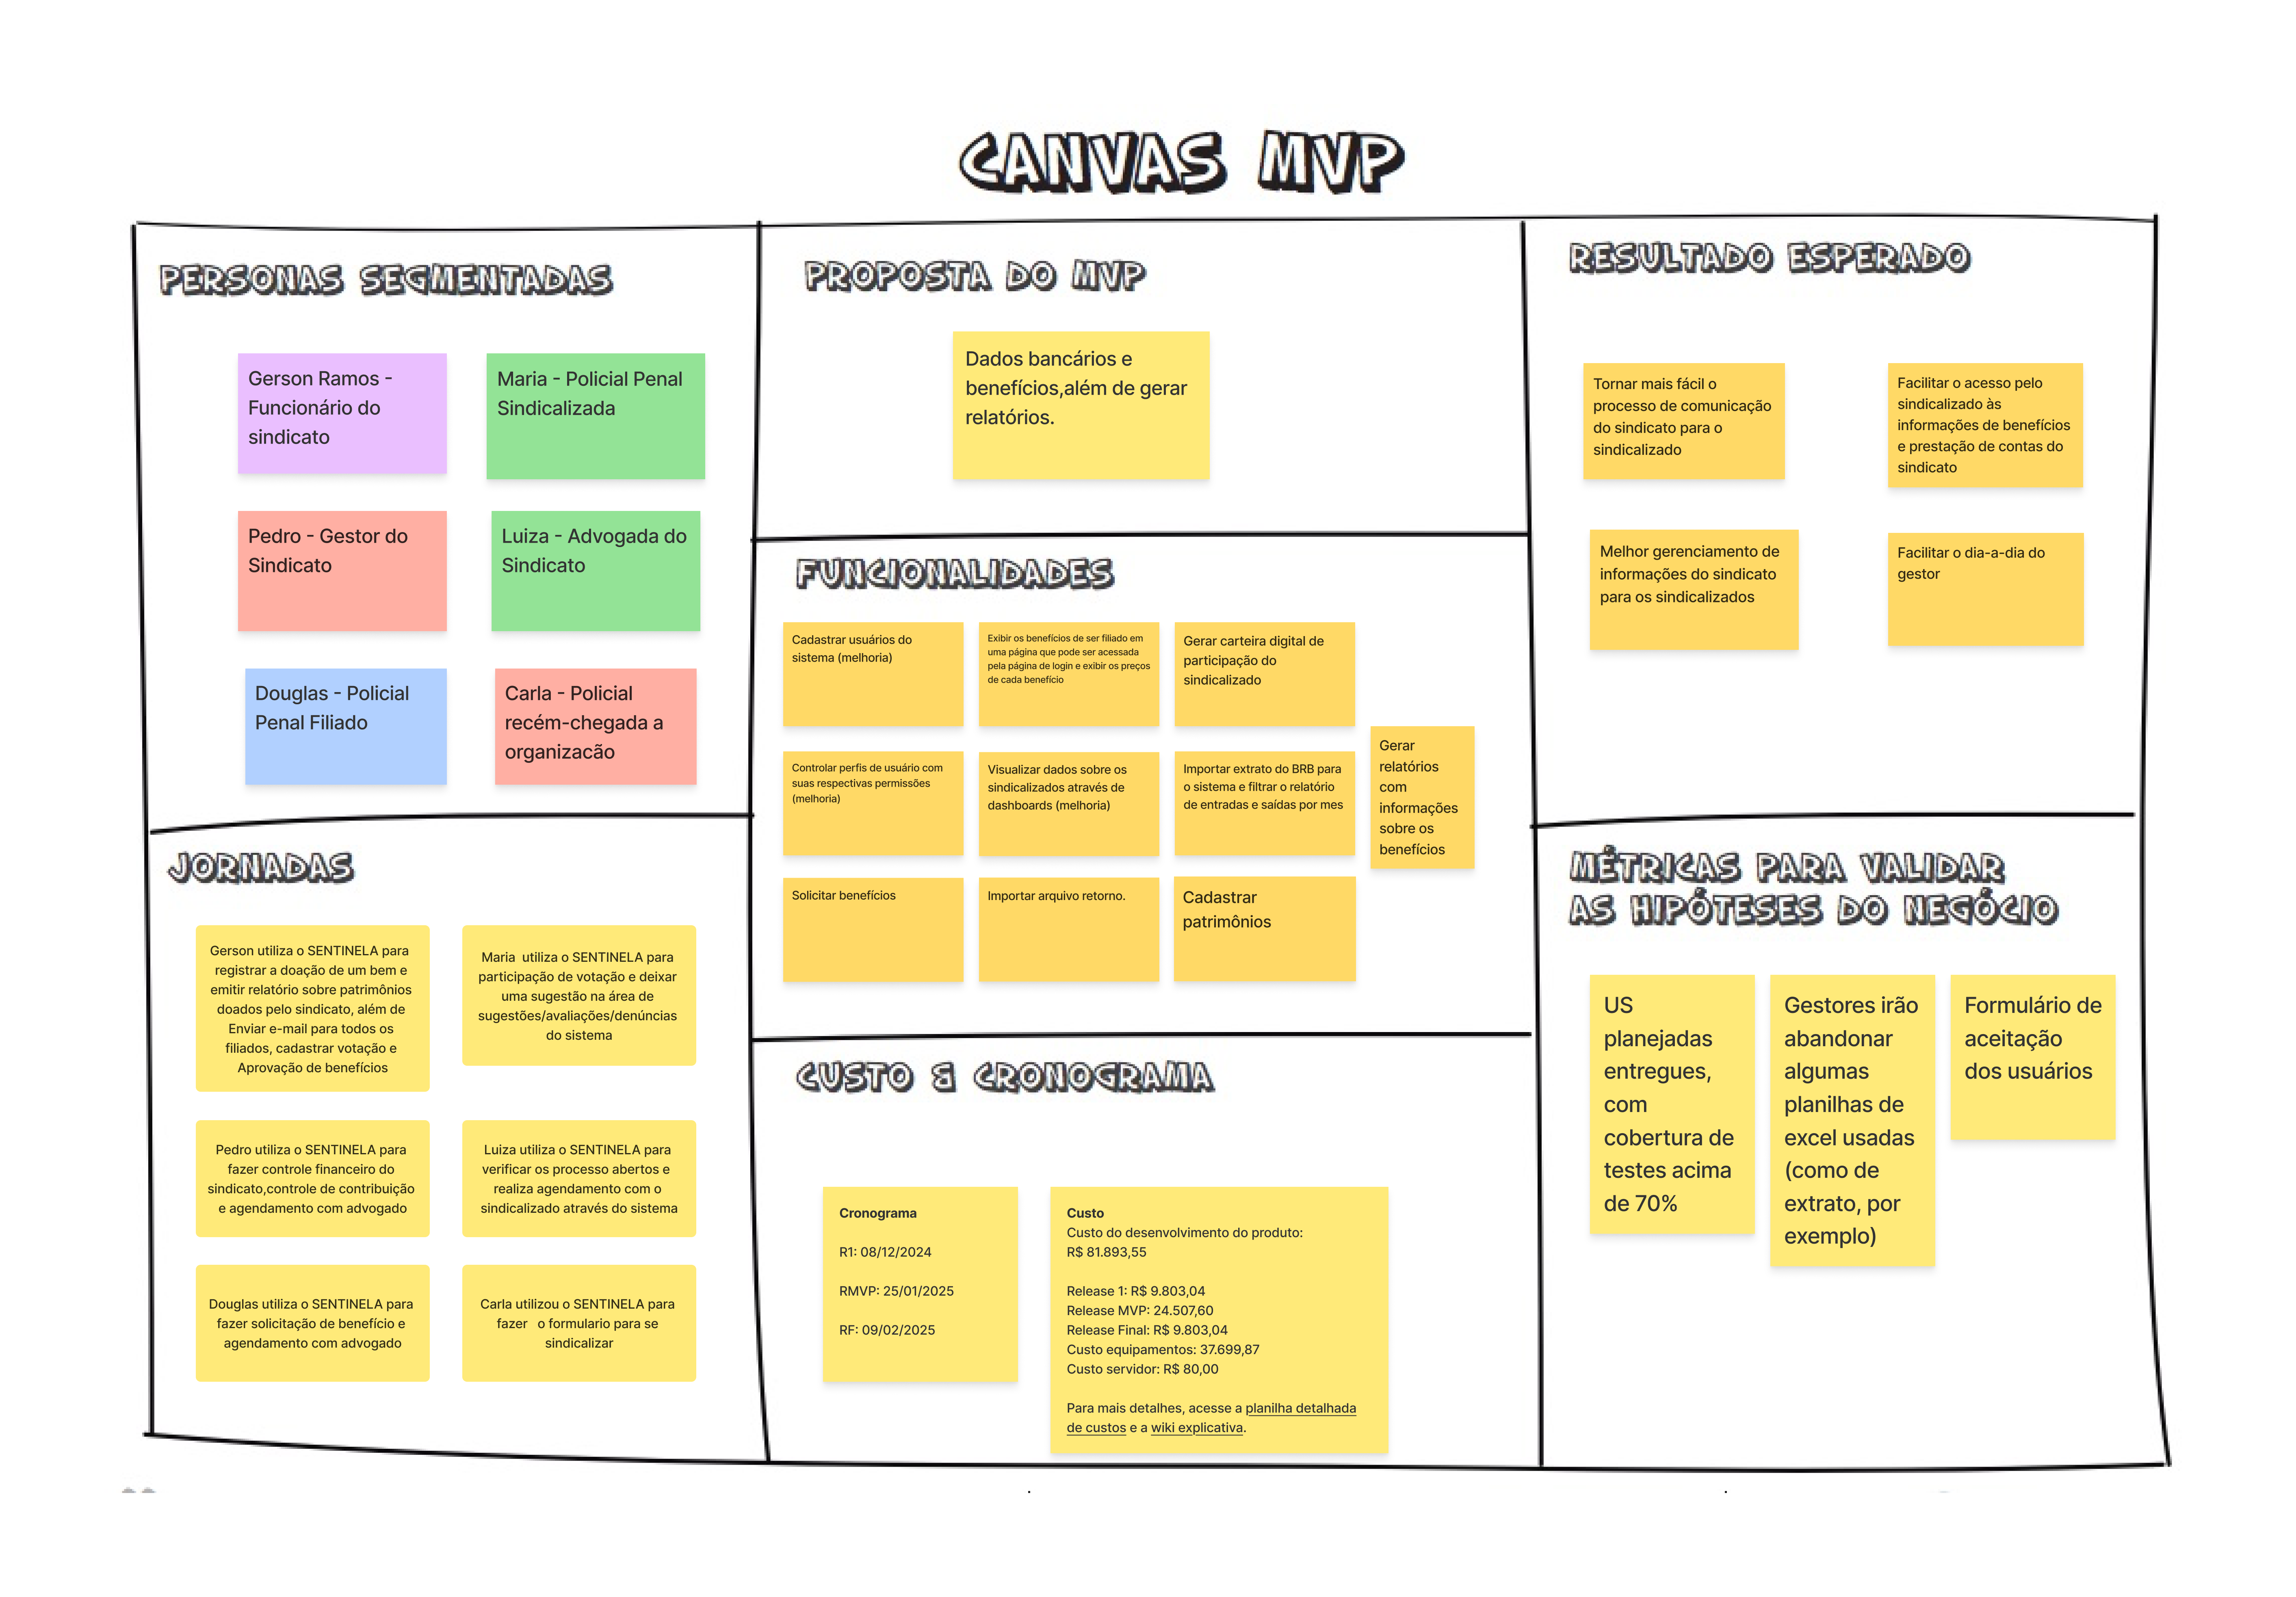 CANVAS MVP
PERSONAS SEGMENTADAS
Gerson Ramos -
Funcionário do
sindicato
Maria - Policial Penal
Sindicalizada
Pedro - Gestor do
Sindicato
Luiza - Advogada do
Sindicato
Douglas - Policial
Penal Filiado
Carla - Policial
recém-chegada a
organizacão
JORNADAS
Gerson utiliza o SENTINELA para
registrar a doação de um bem e
emitir relatório sobre patrimônios
doados pelo sindicato, além de
Enviar e-mail para todos os
filiados, cadastrar votação e
Aprovação de benefícios
Maria  utiliza o SENTINELA para
participação de votação e deixar
uma sugestão na área de
sugestões/avaliações/denúncias
do sistema
Pedro utiliza o SENTINELA para
fazer controle financeiro do
sindicato,controle de contribuição
e agendamento com advogado
Luiza utiliza o SENTINELA para
verificar os processo abertos e
realiza agendamento com o
sindicalizado através do sistema
Douglas utiliza o SENTINELA para
fazer solicitação de benefício e
agendamento com advogado
Carla utilizou o SENTINELA para
fazer   o formulario para se
sindicalizar
PROPOSTA DO MVP
Dados bancários e
benefícios,além de gerar
relatórios.
FUNCIONALIDADES
Cadastrar usuários do
sistema (melhoria)
Exibir os benefícios de ser filiado em
uma página que pode ser acessada
pela página de login e exibir os preços
de cada benefício
Gerar carteira digital de
participação do
sindicalizado
Controlar perfis de usuário com
suas respectivas permissões
(melhoria)
Visualizar dados sobre os
sindicalizados através de
dashboards (melhoria)
Importar extrato do BRB para
o sistema e filtrar o relatório
de entradas e saídas por mes
Gerar
relatórios
com
informações
sobre os
benefícios
Solicitar benefícios
Importar arquivo retorno.
Cadastrar
patrimônios
CUSTO & CRONOGRAMA
Cronograma
R1: 08/12/2024
RMVP: 25/01/2025
RF: 09/02/2025
Custo
Custo do desenvolvimento do produto:
R$ 81.893,55
Release 1: R$ 9.803,04
Release MVP: 24.507,60
Release Final: R$ 9.803,04
Custo equipamentos: 37.699,87
Custo servidor: R$ 80,00
Para mais detalhes, acesse a planilha detalhada
de custos e a wiki explicativa.
RESULTADO ESPERADO
Tornar mais fácil o
processo de comunicação
do sindicato para o
sindicalizado
Facilitar o acesso pelo
sindicalizado às
informações de benefícios
e prestação de contas do
sindicato
Melhor gerenciamento de
informações do sindicato
para os sindicalizados
Facilitar o dia-a-dia do
gestor
MÉTRICAS PARA VALIDAR
AS HIPÓTESES DO NEGÓCIO
US
planejadas
entregues,
com
cobertura de
testes acima
de 70%
Gestores irão
abandonar
algumas
planilhas de
excel usadas
(como de
extrato, por
exemplo)
Formulário de
aceitação
dos usuários